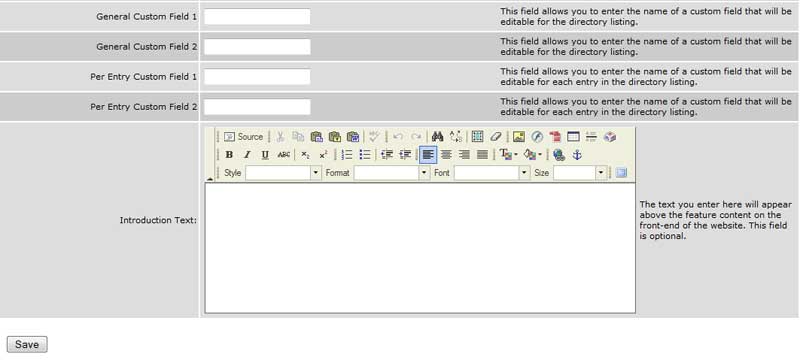 General Custom Field 1
This field allows you to enter the name of a custom field that will be
editable for the directory listing.
General Custom Field 2
This field allows you to enter the name of a custom field that will be
editable for the directory listing.
Per Entry Custom Field 1
This field allows you to enter the name of a custom field that will be
editable for each entry in the directory listing.
Per Entry Custom Field 2
This field allows you to enter the name of a custom field that will be
editable for each entry in the directory listing.
Source
B I U ABC x₂ x²
Style Format Font Size
Introduction Text:
The text you enter here will appear
above the feature content on the
front-end of the website. This field
is optional.
Save